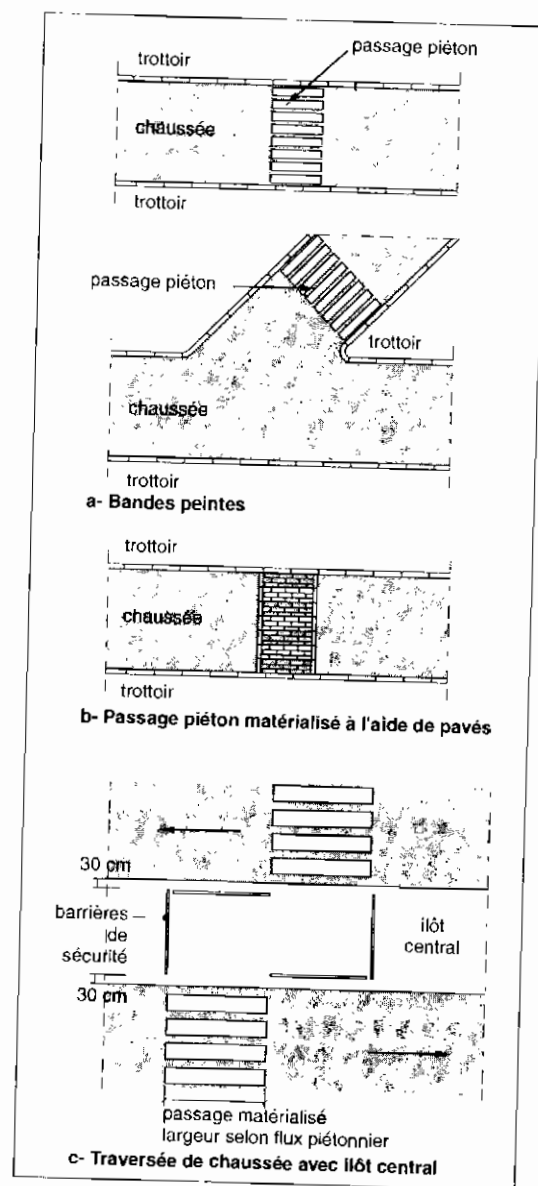 passage piéton
trottoir
chaussée
trottoir
passage piéton
trottoir
chaussée
trottoir
a- Bandes peintes
trottoir
chaussée
trottoir
b- Passage piéton matérialisé à l'aide de pavés
30 cm
barrières
de
sécurité
ilôt
central
30 cm
passage matérialisé
largeur selon flux piétonnier
c- Traversée de chaussée avec ilôt central